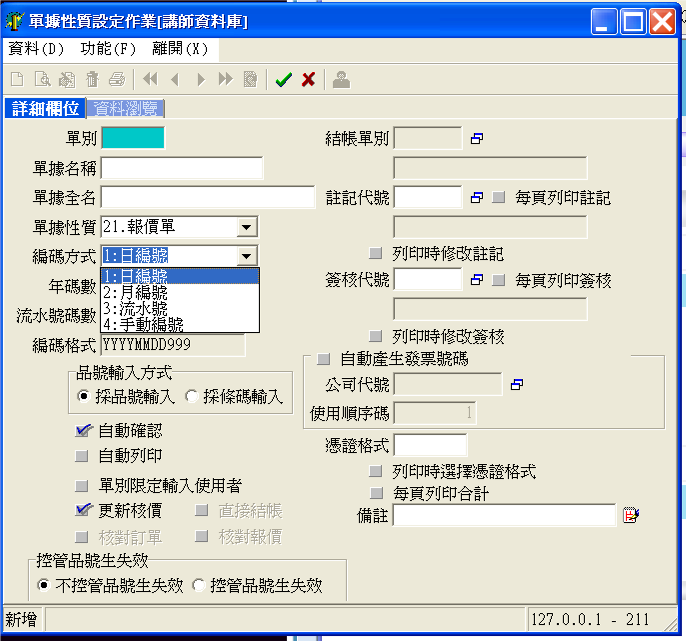 單據性質設定作業[講師資料庫]
資料(D) 功能(F) 離開(X)
詳細欄位 資料瀏覽
單別
結帳單別
單據名稱
單據全名
註記代號
每頁列印註記
單據性質 21.報價單
編碼方式 1:日編號
列印時修改註記
1:日編號
2:月編號
3:流水號
4:手動編號
年碼數
簽核代號
每頁列印簽核
流水號碼數
列印時修改簽核
編碼格式 YYYYMMDD999
自動產生發票號碼
品號輸入方式
公司代號
採品號輸入 採條碼輸入
使用順序碼 1
自動確認
憑證格式
自動列印
列印時選擇憑證格式
單別限定輸入使用者
每頁列印合計
更新核價 直接結帳
備註
核對訂單 核對報價
控管品號生失效
不控管品號生失效 控管品號生失效
新增
127.0.0.1 - 211